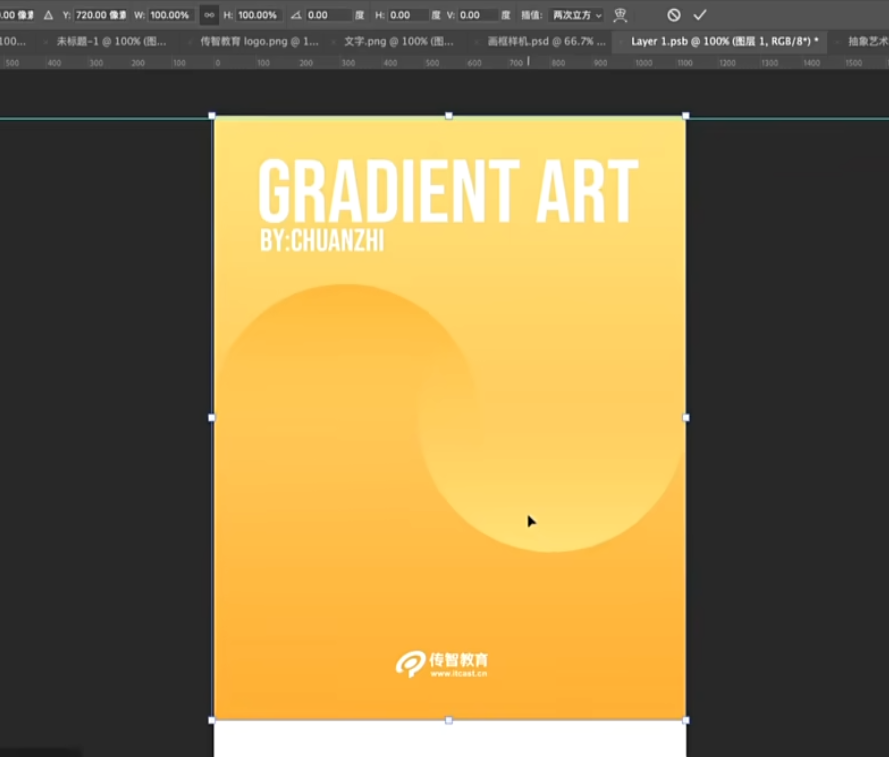 .00 像素 Y: 720.00 像素 W: 100.00% H: 100.00% 0.00 度 H: 0.00 度 V: 0.00 度 插值: 两次立方
100... 未标题-1 @ 100% (图... 传智教育 logo.png @ 1... 文字.png @ 100% (图... 画框样机.psd @ 66.7% ... Layer 1.psb @ 100% (图层 1, RGB/8*) * 抽象艺术
500 400 300 200 100 0 100 200 300 400 500 600 700 800 900 1000 1100 1200 1300 1400 1500
GRADIENT ART
BY:CHUANZHI
传智教育
www.itcast.cn